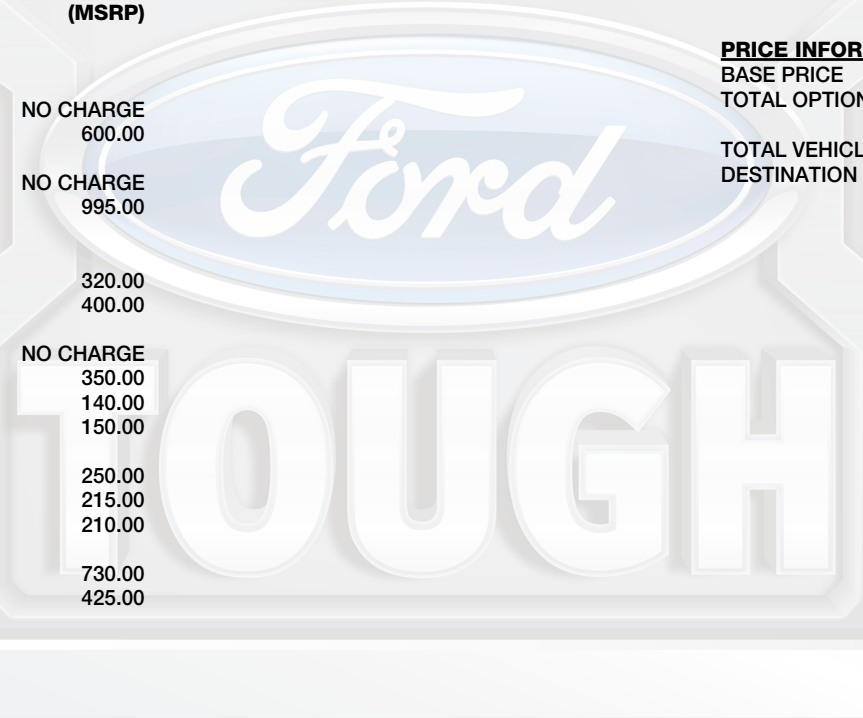 (MSRP)
NO CHARGE
600.00
NO CHARGE
995.00
320.00
400.00
NO CHARGE
350.00
140.00
150.00
250.00
215.00
210.00
730.00
425.00
PRICE INFOR
BASE PRICE
TOTAL OPTION
TOTAL VEHICL
DESTINATION
Ford
TOUGH